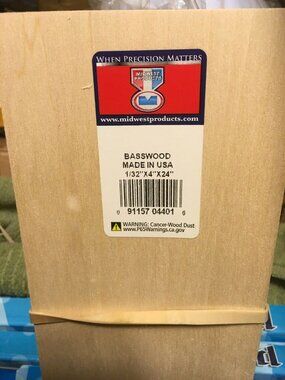 WHEN PRECISION MATTERS
MIDWEST
PRODUCTS
www.midwestproducts.com
BASSWOOD
MADE IN USA
1/32"X4"X24"
0 91157 04401 6
WARNING: Cancer-Wood Dust
www.P65Warnings.ca.gov